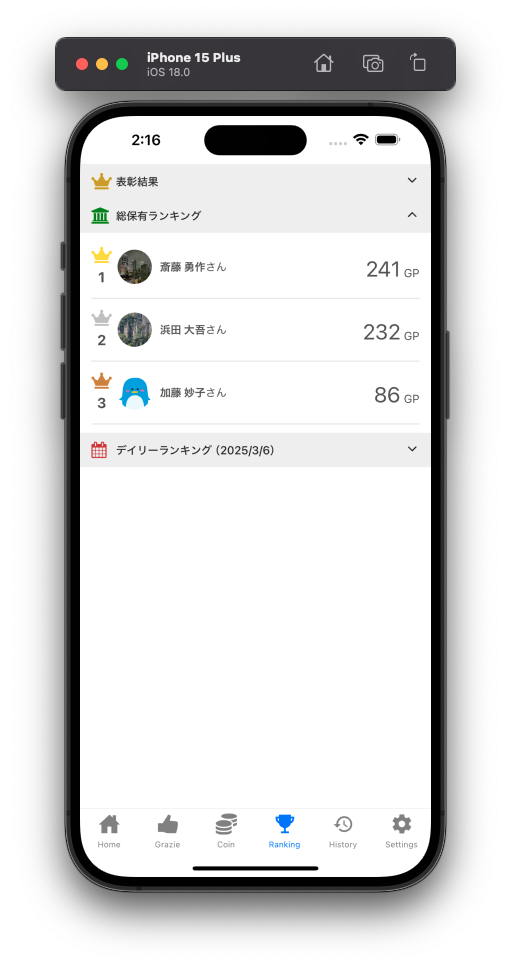 iPhone 15 Plus
iOS 18.0
2:16
表彰結果
総保有ランキング
1 斎藤 勇作さん 241 GP
2 浜田 大吾さん 232 GP
3 加藤 妙子さん 86 GP
デイリーランキング (2025/3/6)
Home Grazie Coin Ranking History Settings